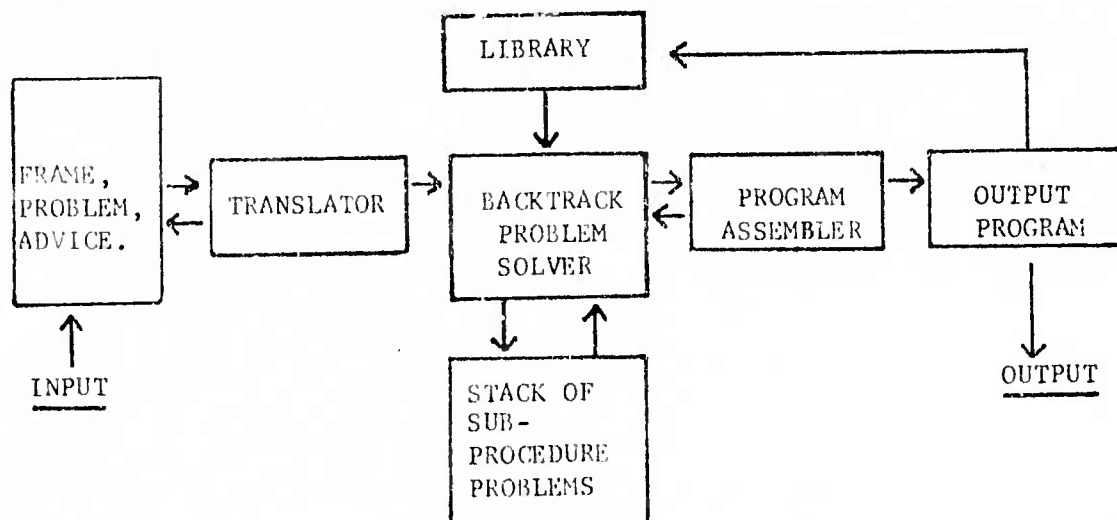 LIBRARY
FRAME,
PROBLEM,
ADVICE.
TRANSLATOR
BACKTRACK
PROBLEM
SOLVER
PROGRAM
ASSEMBLER
OUTPUT
PROGRAM
INPUT
STACK OF
SUB-
PROCEDURE
PROBLEMS
OUTPUT